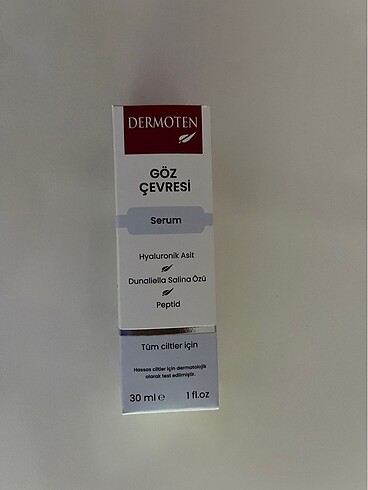 DERMOTEN
GÖZ
ÇEVRESİ
Serum
Hyaluronik Asit
Dunaliella Salina Özü
Peptid
Tüm ciltler için
Hassas ciltler için dermatolojik
olarak test edilmiştir.
30 ml ℮ 1 fl.oz